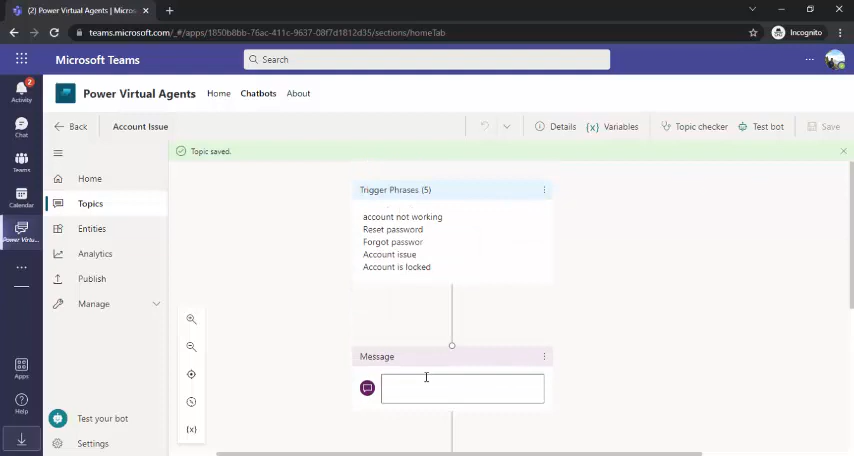 (2) Power Virtual Agents | Micros
Incognito
teams.microsoft.com/_#/apps/1850b8bb-76ac-411c-9637-08f7d1812d35/sections/homeTab
Microsoft Teams
Search
Activity
2
Chat
Teams
Calendar
Power Virtu...
Apps
Help
Power Virtual Agents
Home
Chatbots
About
Back
Account Issue
Details
{x} Variables
Topic checker
Test bot
Save
Topic saved.
Home
Topics
Entities
Analytics
Publish
Manage
Test your bot
Settings
Trigger Phrases (5)
account not working
Reset password
Forgot passwor
Account issue
Account is locked
Message
{x}